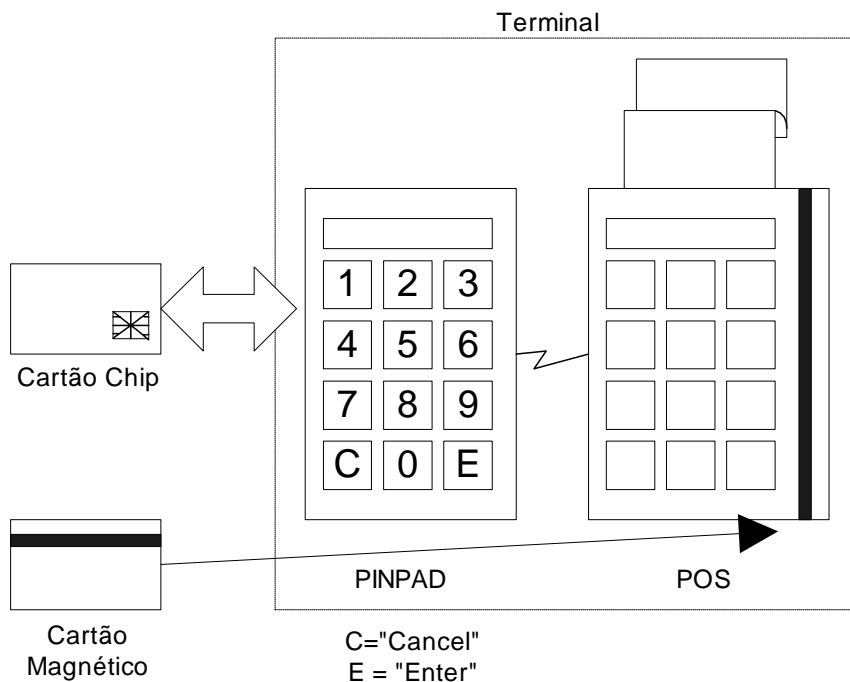 Terminal
1 2 3
4 5 6
7 8 9
C 0 E
Cartão Chip
PINPAD
POS
Cartão
Magnético
C="Cancel"
E = "Enter"